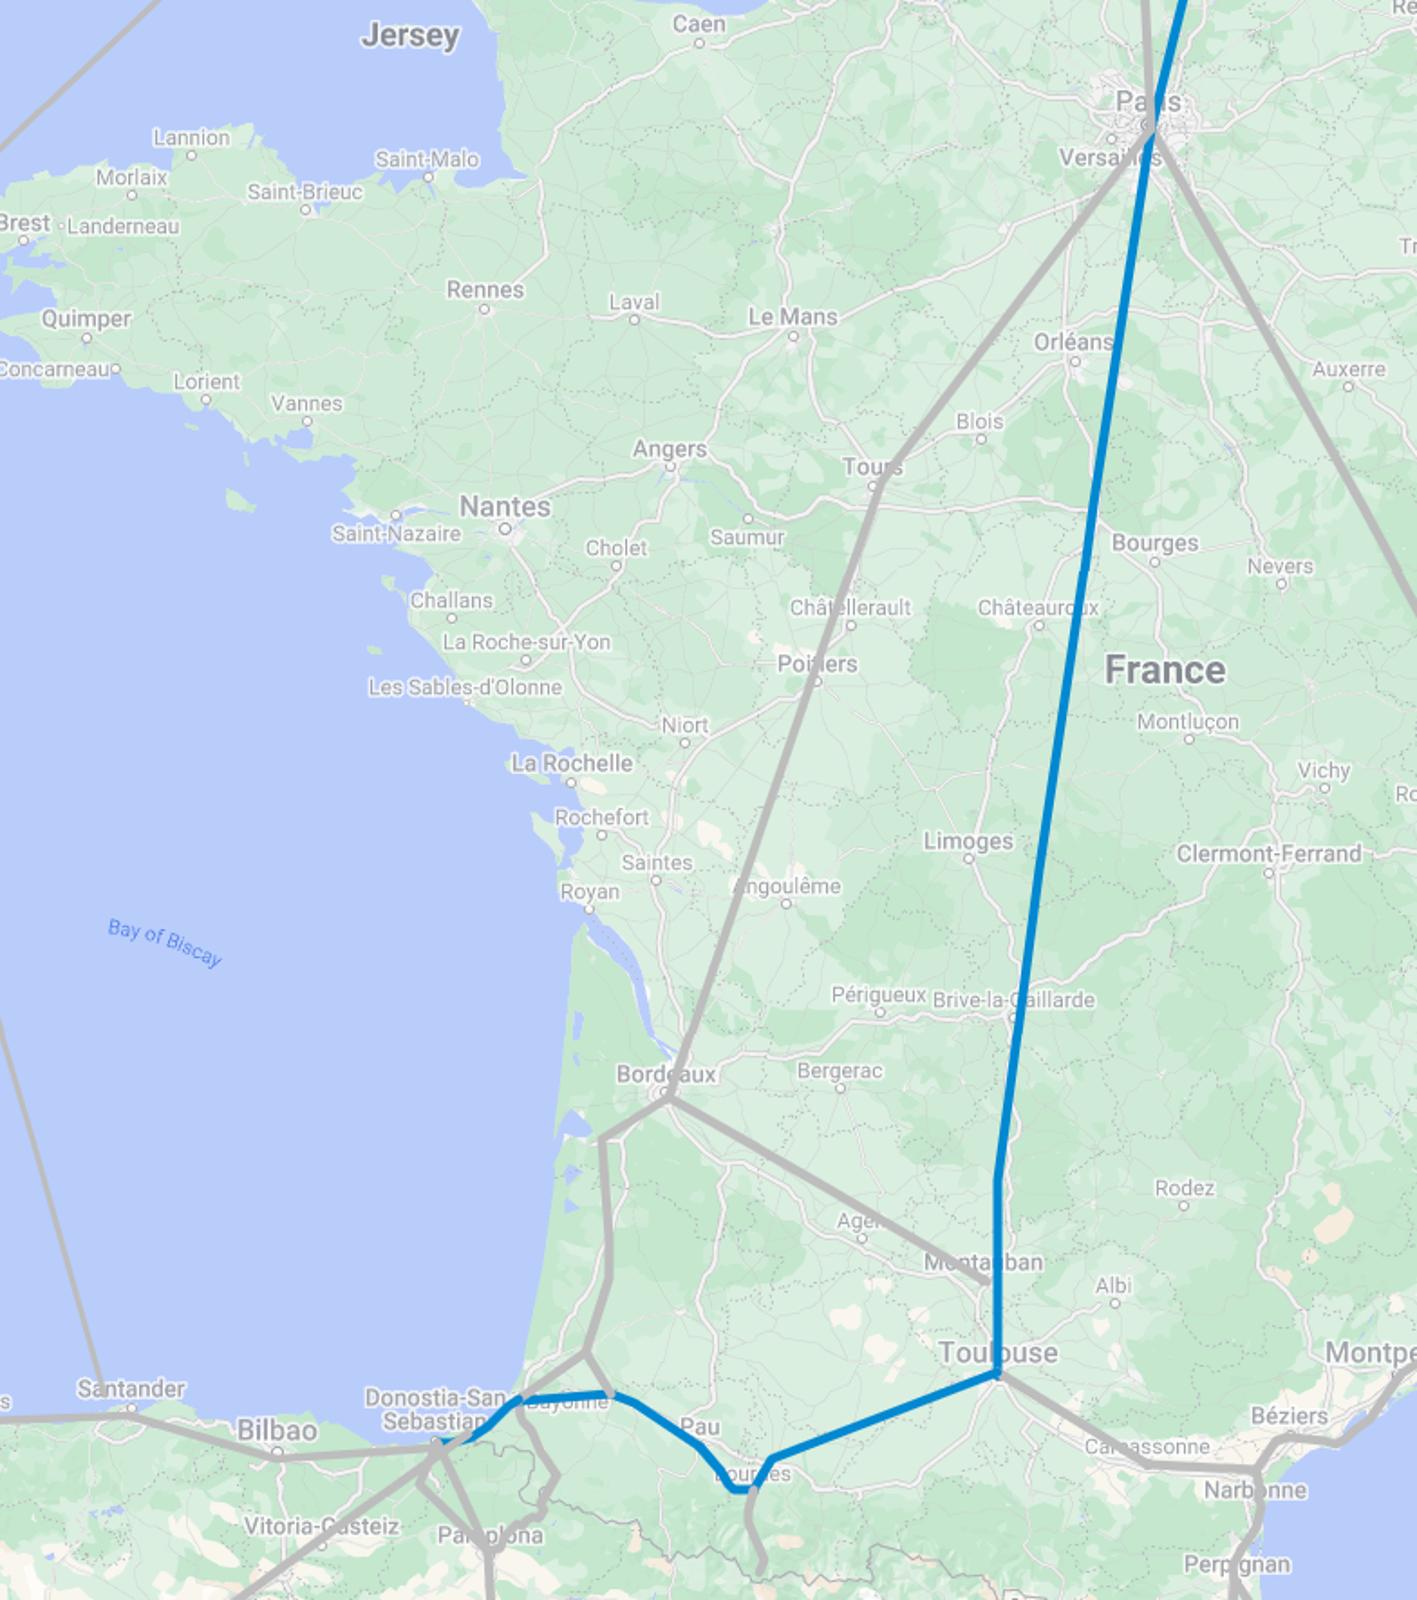 Re
Caen
Jersey
Paris
Lannion
Saint-Malo
Versailles
Morlaix
Saint-Brieuc
Brest
Landerneau
Tr
Rennes
Laval
Le Mans
Quimper
Orléans
Concarneau
Auxerre
Lorient
Vannes
Blois
Angers
Tours
Nantes
Saint-Nazaire
Saumur
Bourges
Cholet
Nevers
Challans
Châtellerault
Châteauroux
La Roche-sur-Yon
Poitiers
France
Les Sables-d'Olonne
Niort
Montluçon
La Rochelle
Vichy
Ro
Rochefort
Limoges
Clermont-Ferrand
Saintes
Royan
Angoulême
Bay of Biscay
Périgueux
Brive-la-Gaillarde
Bordeaux
Bergerac
Rodez
Agen
Montauban
Albi
Toulouse
Montpe
Santander
s
Donostia-San
Sebastian
Bayonne
Béziers
Bilbao
Pau
Carcassonne
Lourdes
Narbonne
Vitoria-Gasteiz
Pamplona
Perpignan